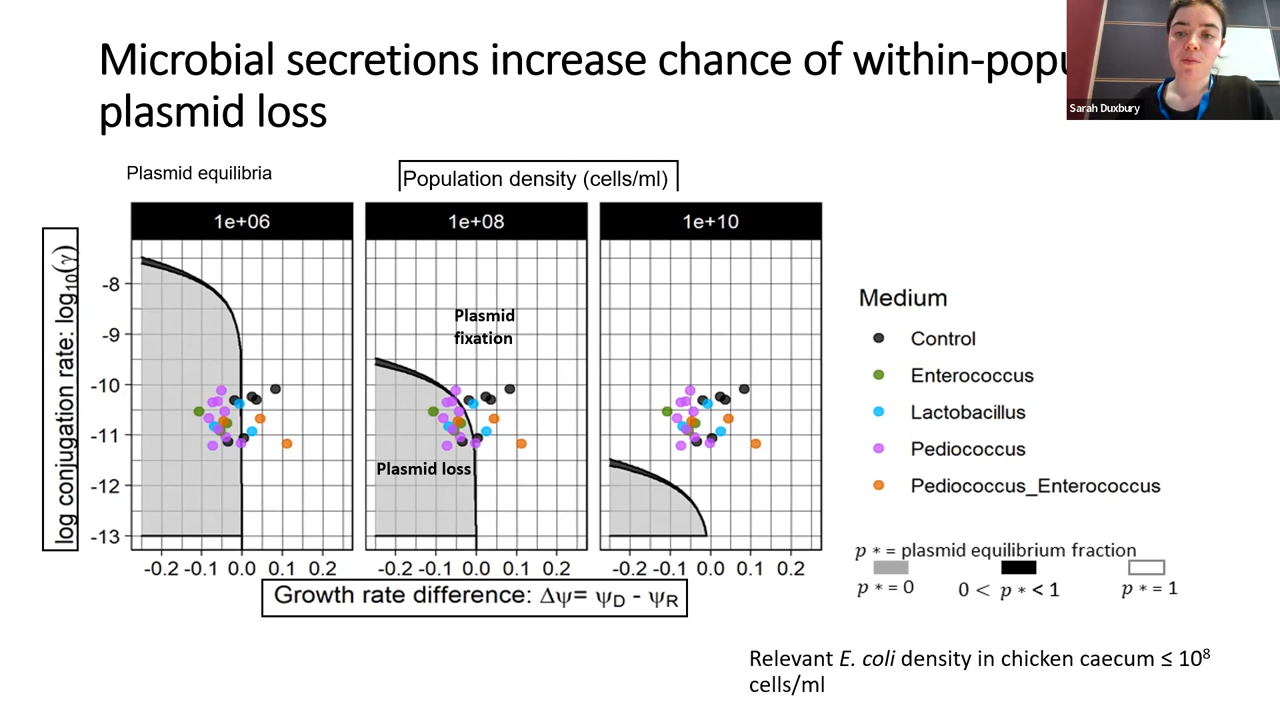 Microbial secretions increase chance of within-popu
plasmid loss
Sarah Duxbury
Plasmid equilibria
Population density (cells/ml)
1e+06
1e+08
1e+10
log conjugation rate: log10(γ)
-8
-9
-10
-11
-12
-13
Plasmid
fixation
Plasmid loss
-0.2 -0.1 0.0 0.1 0.2
-0.2 -0.1 0.0 0.1 0.2
-0.2 -0.1 0.0 0.1 0.2
Growth rate difference: Δψ= ψD - ψR
Medium
Control
Enterococcus
Lactobacillus
Pediococcus
Pediococcus_Enterococcus
p * = plasmid equilibrium fraction
p * = 0
0 < p * < 1
p * = 1
Relevant E. coli density in chicken caecum ≤ 10⁸
cells/ml